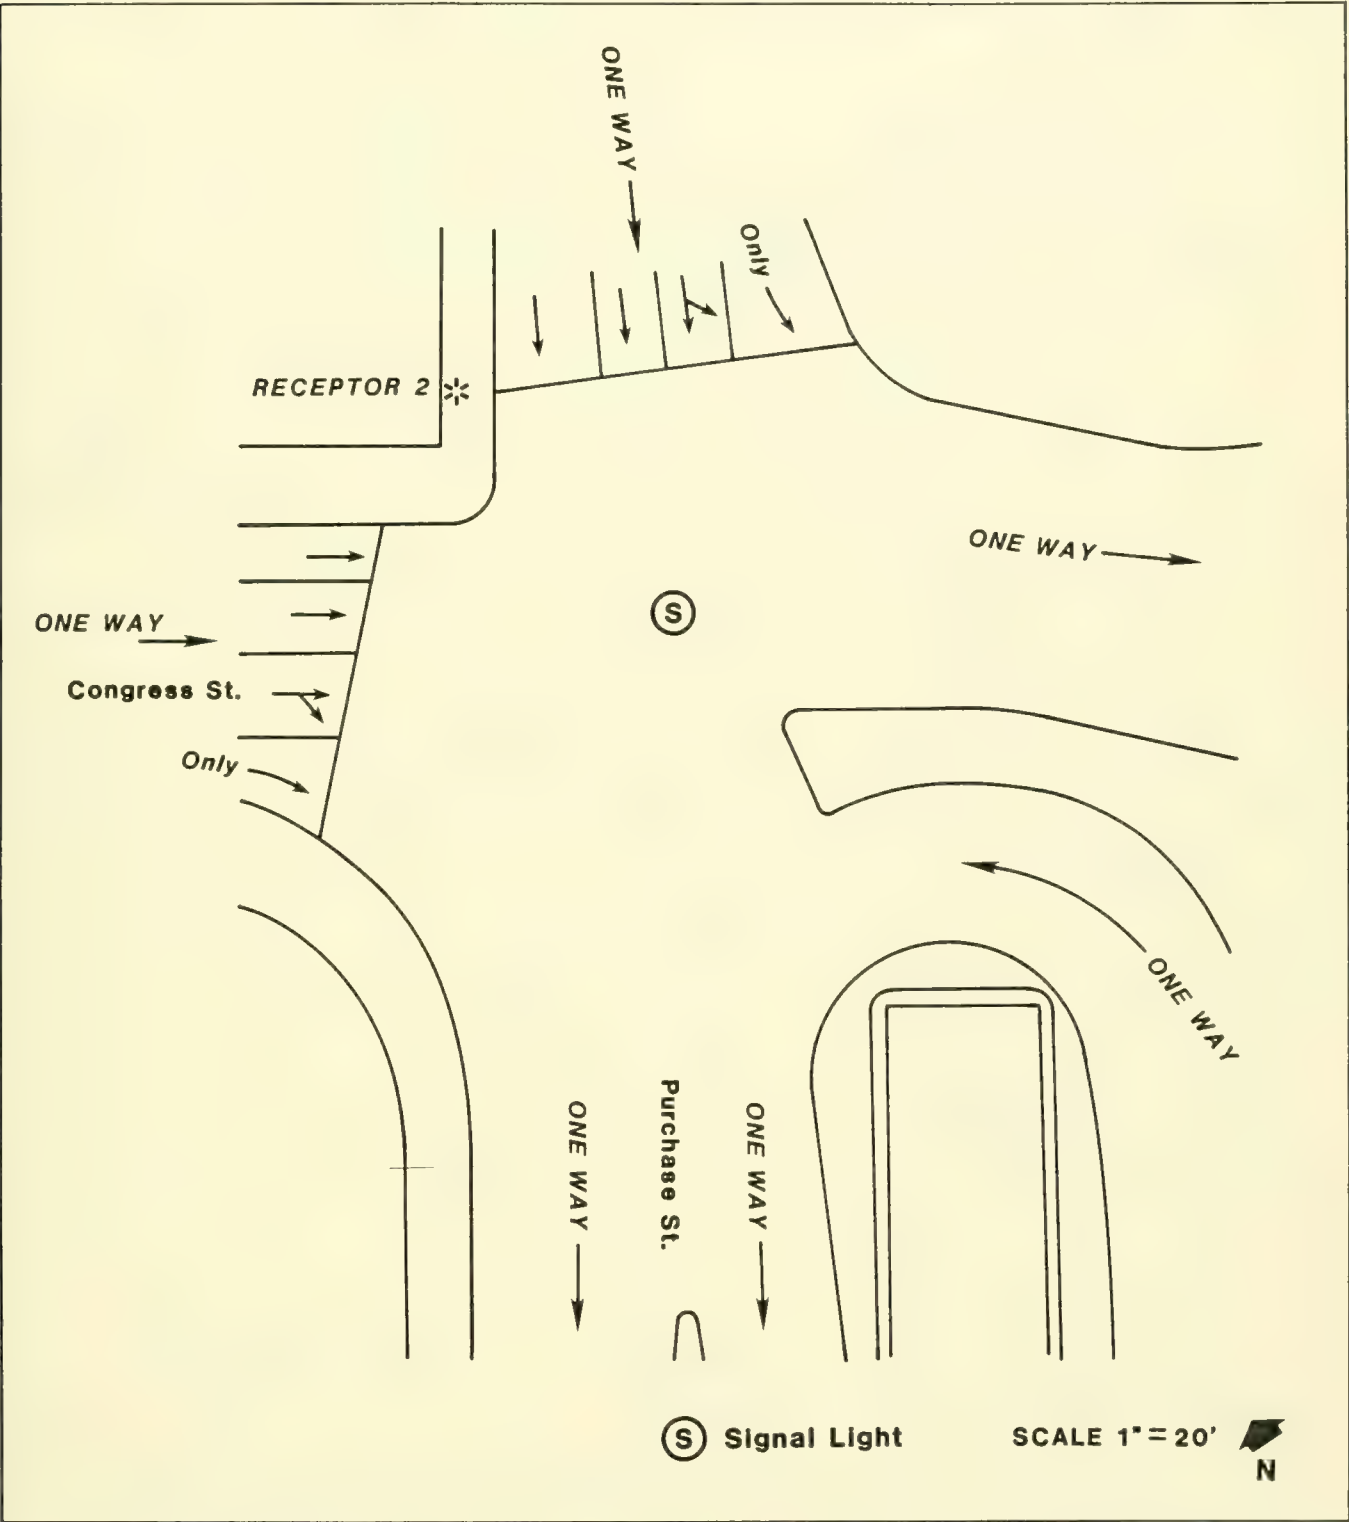 ONE WAY
Only
RECEPTOR 2
ONE WAY
S
ONE WAY
Congress St.
Only
ONE WAY
ONE WAY
Purchase St.
ONE WAY
S Signal Light
SCALE 1"=20'
N